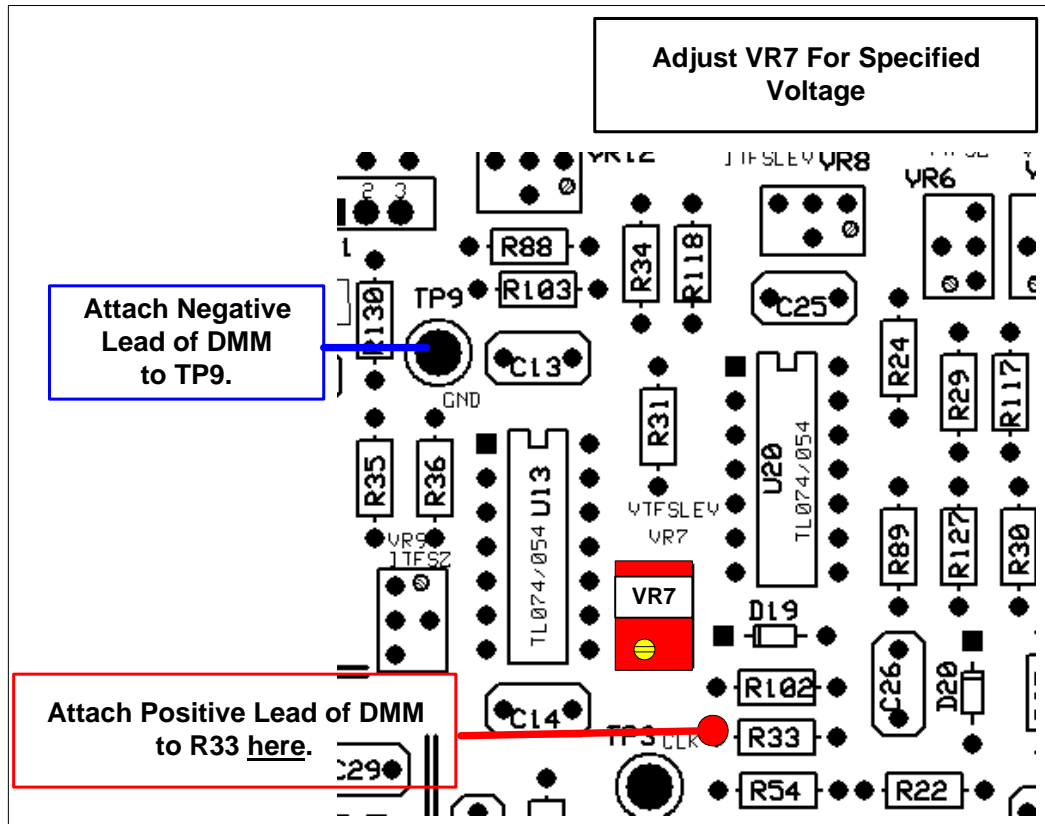 Adjust VR7 For Specified
Voltage
VR8
VR6
2 3
R88
R103
TP9
R130
R34
R118
C25
R24
R29
R117
Attach Negative
Lead of DMM
to TP9.
C13
GND
R31
U20
TL074/054
R35
R36
U13
TL074/054
VTFSLEV
VR7
VR9
ITFSZ
VR7
R89
R127
R30
D19
R102
C26
D20
Attach Positive Lead of DMM
to R33 here.
C14
TP3
CLK
R33
C29
R54
R22